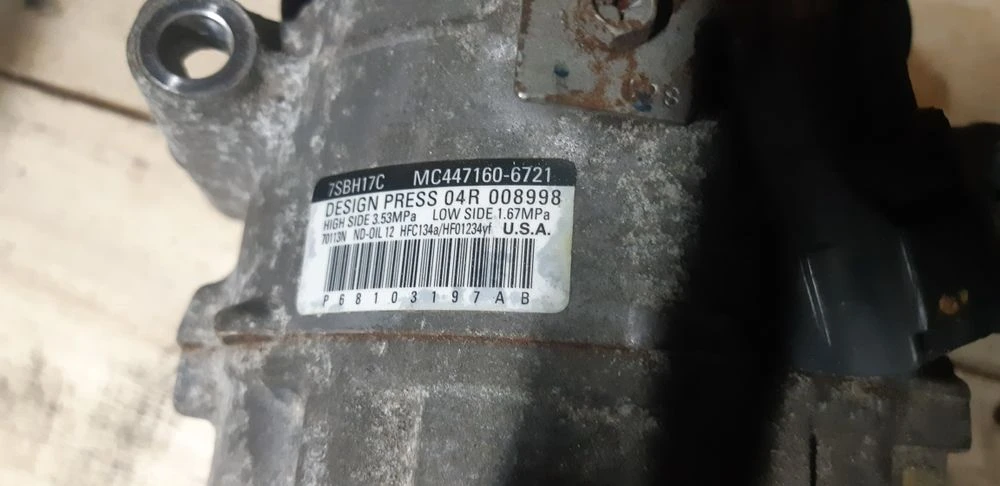 7SBH17C MC447160-6721
DESIGN PRESS 04R 008998
HIGH SIDE 3.53MPa LOW SIDE 1.67MPa
70113N ND-OIL 12 HFC134a/HFO1234yf U.S.A.
P68103197AB